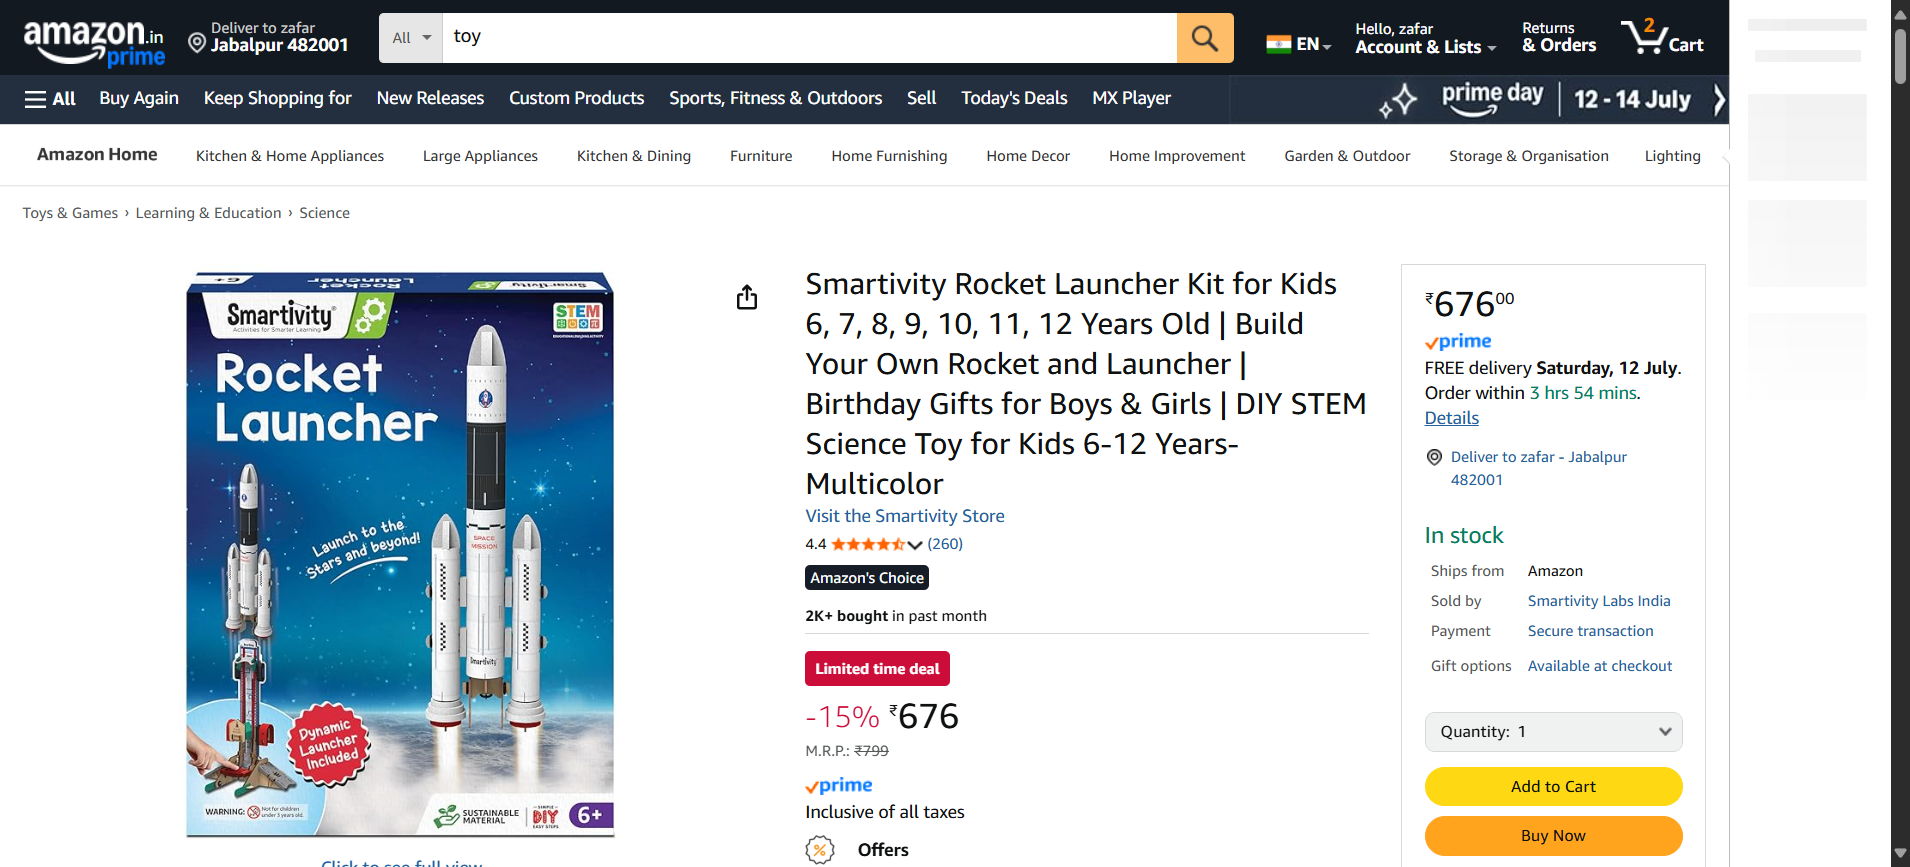 amazon.in
prime
Deliver to zafar
Jabalpur 482001
All
toy
EN
Hello, zafar
Account & Lists
Returns
& Orders
2
Cart
All
Buy Again
Keep Shopping for
New Releases
Custom Products
Sports, Fitness & Outdoors
Sell
Today's Deals
MX Player
prime day
12 - 14 July
Amazon Home
Kitchen & Home Appliances
Large Appliances
Kitchen & Dining
Furniture
Home Furnishing
Home Decor
Home Improvement
Garden & Outdoor
Storage & Organisation
Lighting
Toys & Games › Learning & Education › Science
Rocket Launcher
Smartivity
6+
Smartivity
Activities for Smarter Learning
STEM
Rocket
Launcher
Launch to the
Stars and beyond!
SPACE
MISSION
Smartivity
Dynamic
Launcher
Included
WARNING:
Not for children
under 3 years old.
SUSTAINABLE
MATERIAL
SIMPLE
DIY
EASY STEPS
6+
Click to see full view
Smartivity Rocket Launcher Kit for Kids
6, 7, 8, 9, 10, 11, 12 Years Old | Build
Your Own Rocket and Launcher |
Birthday Gifts for Boys & Girls | DIY STEM
Science Toy for Kids 6-12 Years-
Multicolor
Visit the Smartivity Store
4.4 (260)
Amazon's Choice
2K+ bought in past month
Limited time deal
-15% ₹676
M.R.P.: ₹799
prime
Inclusive of all taxes
% Offers
₹67600
prime
FREE delivery Saturday, 12 July.
Order within 3 hrs 54 mins.
Details
Deliver to zafar - Jabalpur
482001
In stock
Ships from Amazon
Sold by Smartivity Labs India
Payment Secure transaction
Gift options Available at checkout
Quantity: 1
Add to Cart
Buy Now